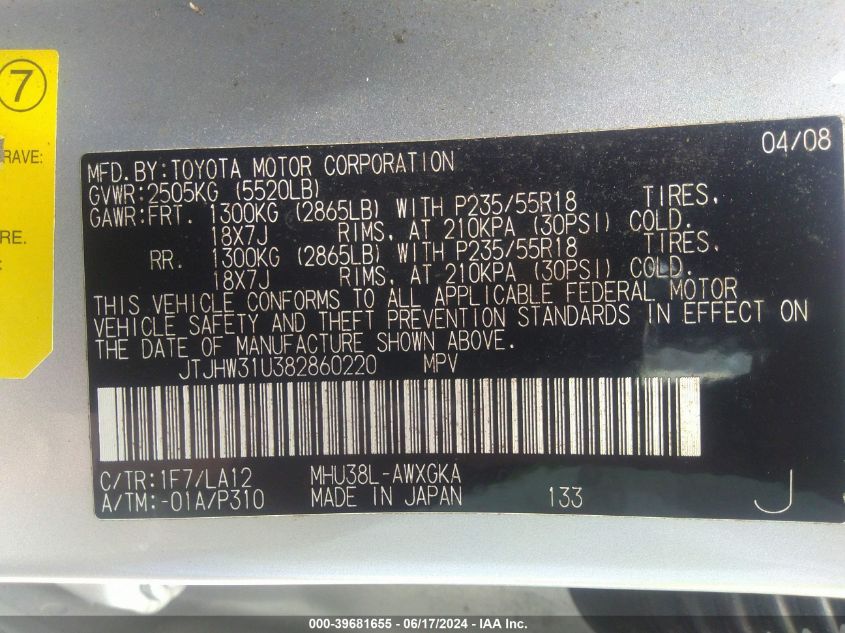 7
RAVE:
RE.
04/08
MFD. BY: TOYOTA MOTOR CORPORATION
GVWR: 2505KG (5520LB)
GAWR: FRT. 1300KG (2865LB) WITH P235/55R18 TIRES,
18X7J RIMS, AT 210KPA (30PSI) COLD.
RR. 1300KG (2865LB) WITH P235/55R18 TIRES,
18X7J RIMS, AT 210KPA (30PSI) COLD.
THIS VEHICLE CONFORMS TO ALL APPLICABLE FEDERAL MOTOR
VEHICLE SAFETY AND THEFT PREVENTION STANDARDS IN EFFECT ON
THE DATE OF MANUFACTURE SHOWN ABOVE.
JTJHW31U382860220 MPV
C/TR: 1F7/LA12 MHU38L-AWXGKA
A/TM: -01A/P310 MADE IN JAPAN 133 J
000-39681655 - 06/17/2024 - IAA Inc.